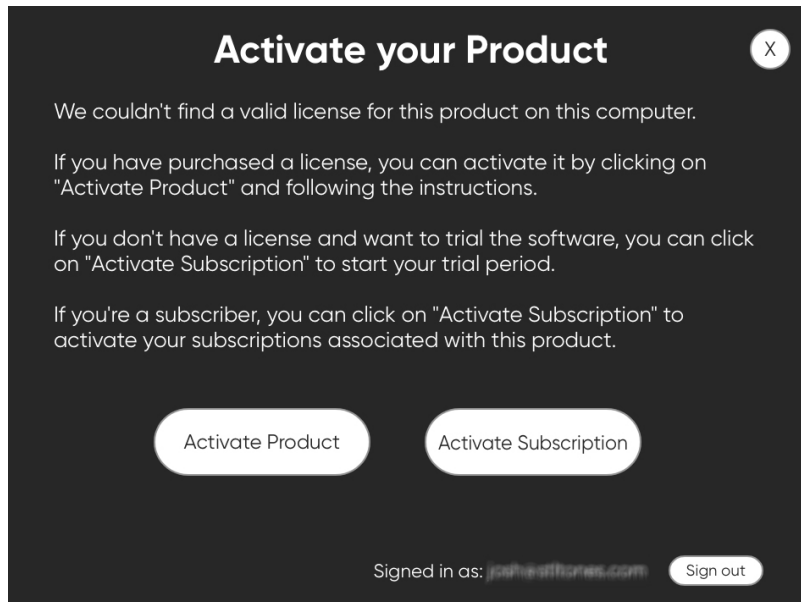 Activate your Product
X
We couldn't find a valid license for this product on this computer.
If you have purchased a license, you can activate it by clicking on
"Activate Product" and following the instructions.
If you don't have a license and want to trial the software, you can click
on "Activate Subscription" to start your trial period.
If you're a subscriber, you can click on "Activate Subscription" to
activate your subscriptions associated with this product.
Activate Product
Activate Subscription
Signed in as:
Sign out